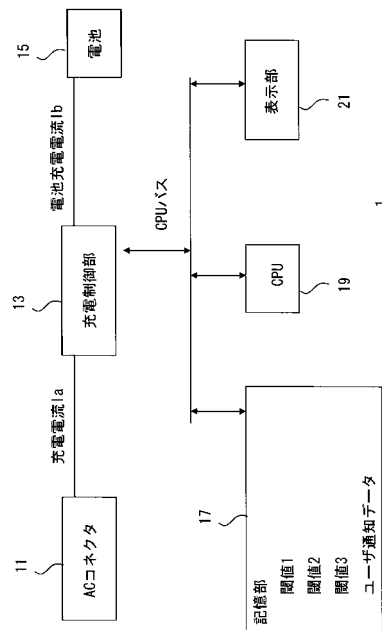 11
ACコネクタ
充電電流Ia
13
充電制御部
電池充電電流Ib
15
電池
CPUバス
17
記憶部
閾値1
閾値2
閾値3
ユーザ通知データ
CPU
19
表示部
21
1